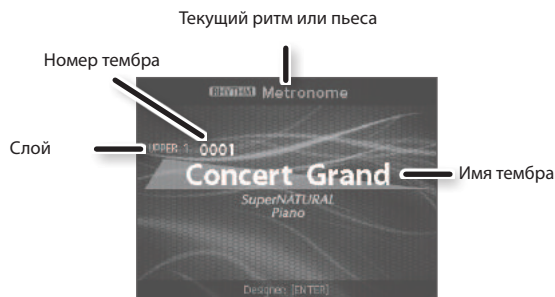 Текущий ритм или пьеса
Номер тембра
RHYTHM Metronome
Слой
UPPER 1 0001
Concert Grand
Имя тембра
SuperNATURAL
Piano
Designer: [ENTER]